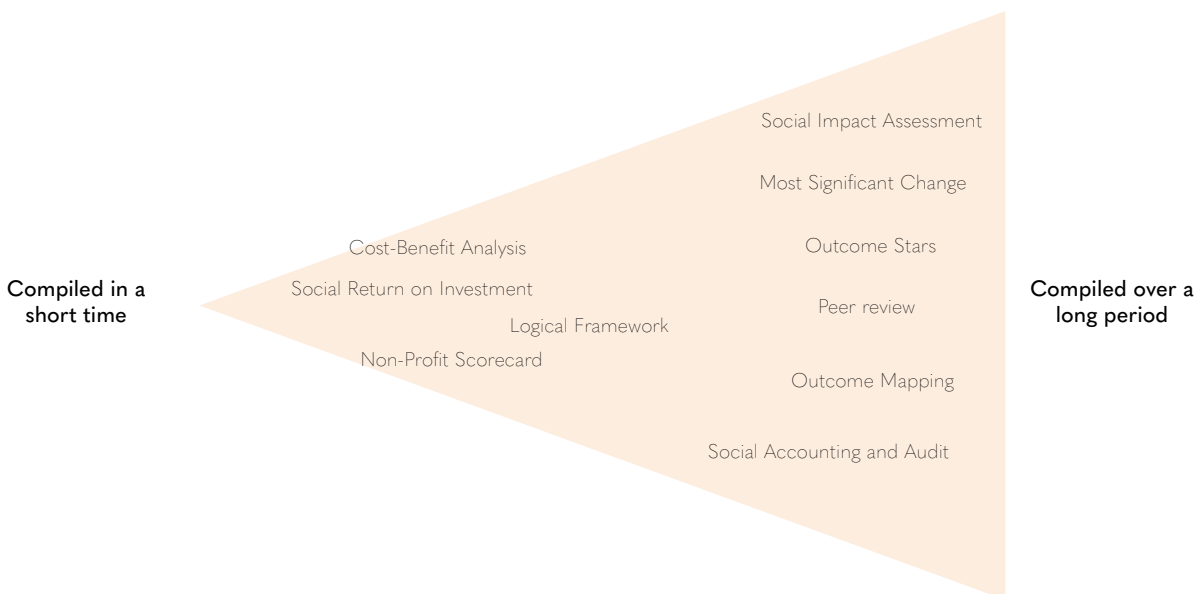 Compiled in a
short time
Cost-Benefit Analysis
Social Return on Investment
Logical Framework
Non-Profit Scorecard
Social Impact Assessment
Most Significant Change
Outcome Stars
Peer review
Outcome Mapping
Social Accounting and Audit
Compiled over a
long period